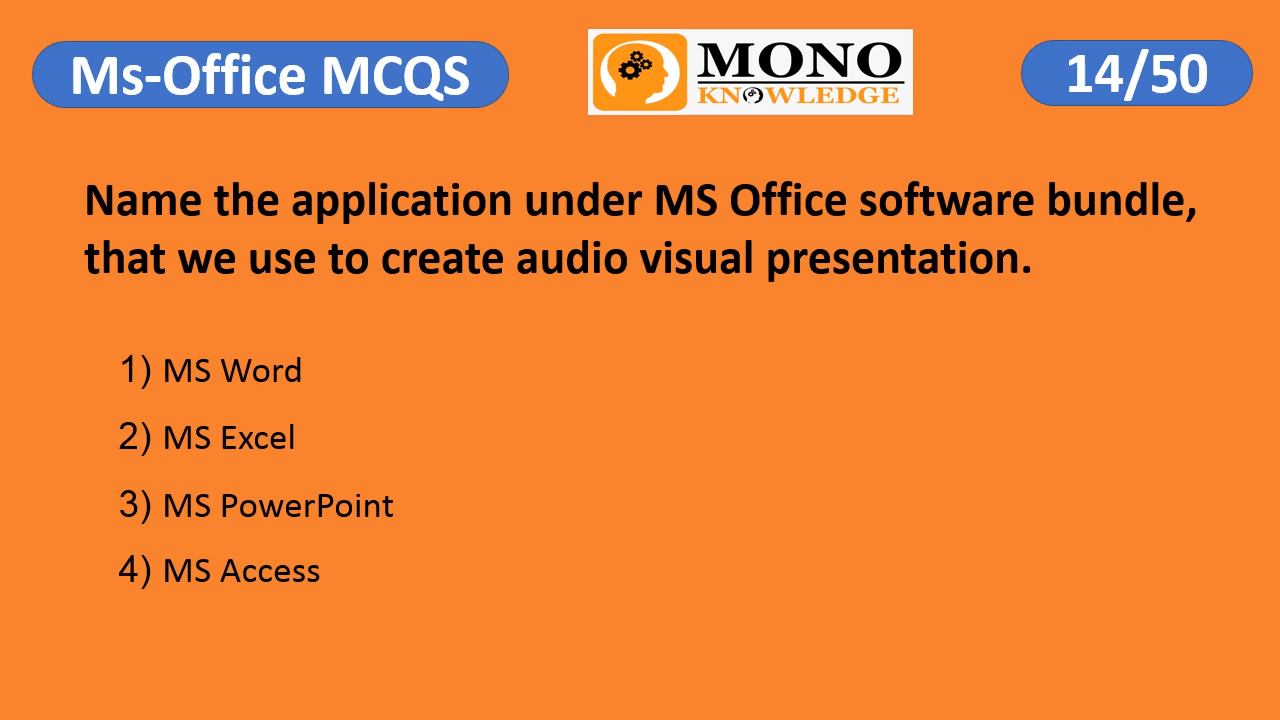 Ms-Office MCQS
MONO
KNOWLEDGE
14/50
Name the application under MS Office software bundle,
that we use to create audio visual presentation.
1) MS Word
2) MS Excel
3) MS PowerPoint
4) MS Access